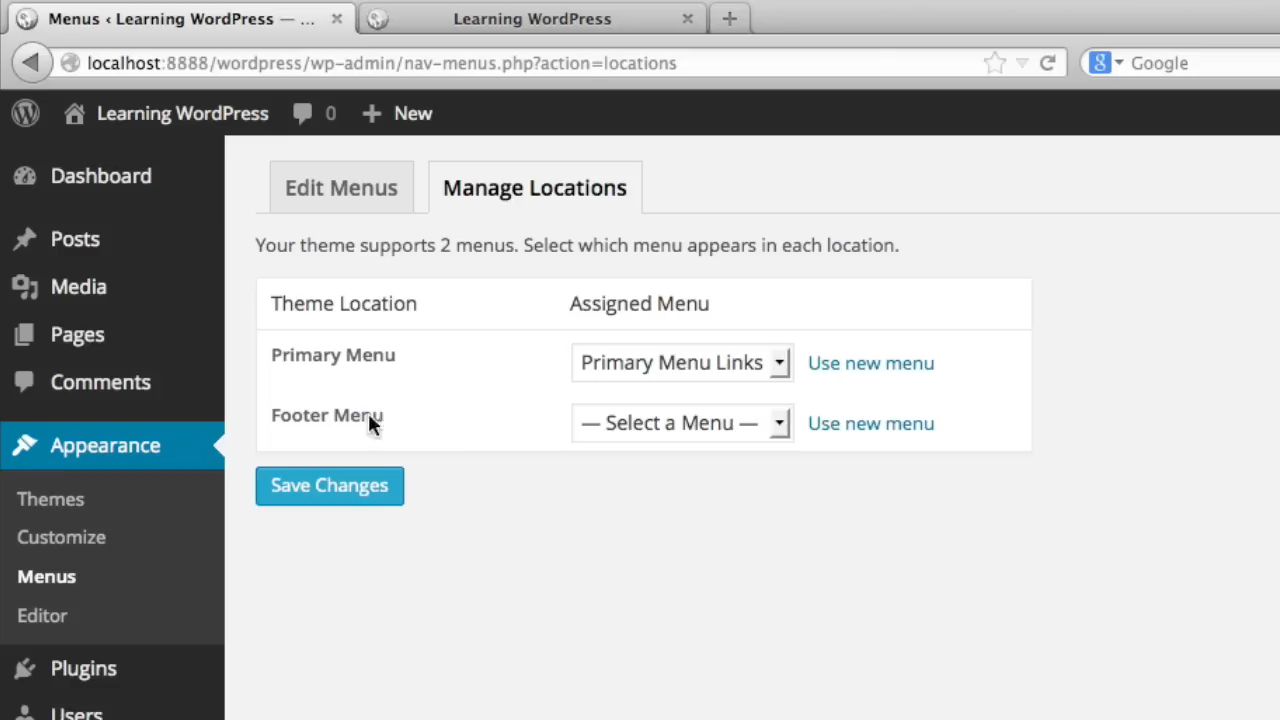 Menus ‹ Learning WordPress — ...
Learning WordPress
localhost:8888/wordpress/wp-admin/nav-menus.php?action=locations
Google
Learning WordPress
0
New
Dashboard
Posts
Media
Pages
Comments
Appearance
Themes
Customize
Menus
Editor
Plugins
Users
Edit Menus
Manage Locations
Your theme supports 2 menus. Select which menu appears in each location.
Theme Location Assigned Menu
Primary Menu Primary Menu Links Use new menu
Footer Menu — Select a Menu — Use new menu
Save Changes